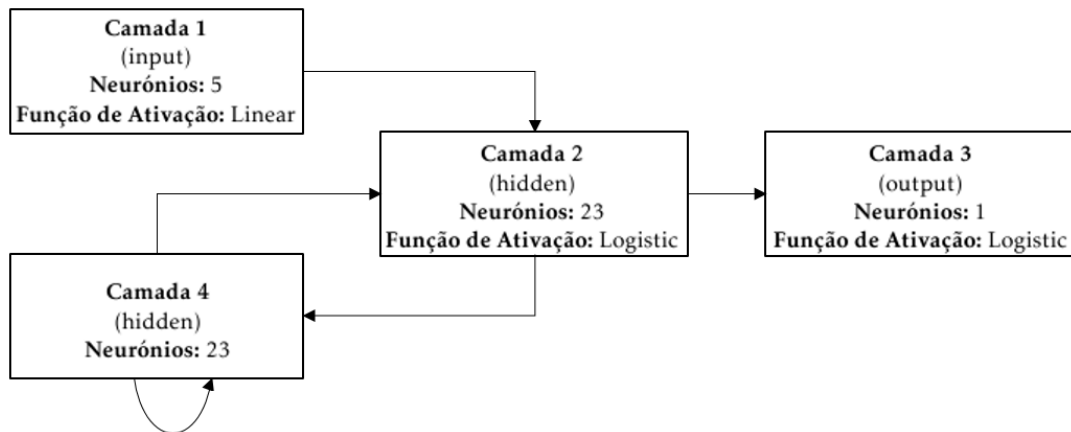 Camada 1
(input)
Neurónios: 5
Função de Ativação: Linear
Camada 2
(hidden)
Neurónios: 23
Função de Ativação: Logistic
Camada 3
(output)
Neurónios: 1
Função de Ativação: Logistic
Camada 4
(hidden)
Neurónios: 23